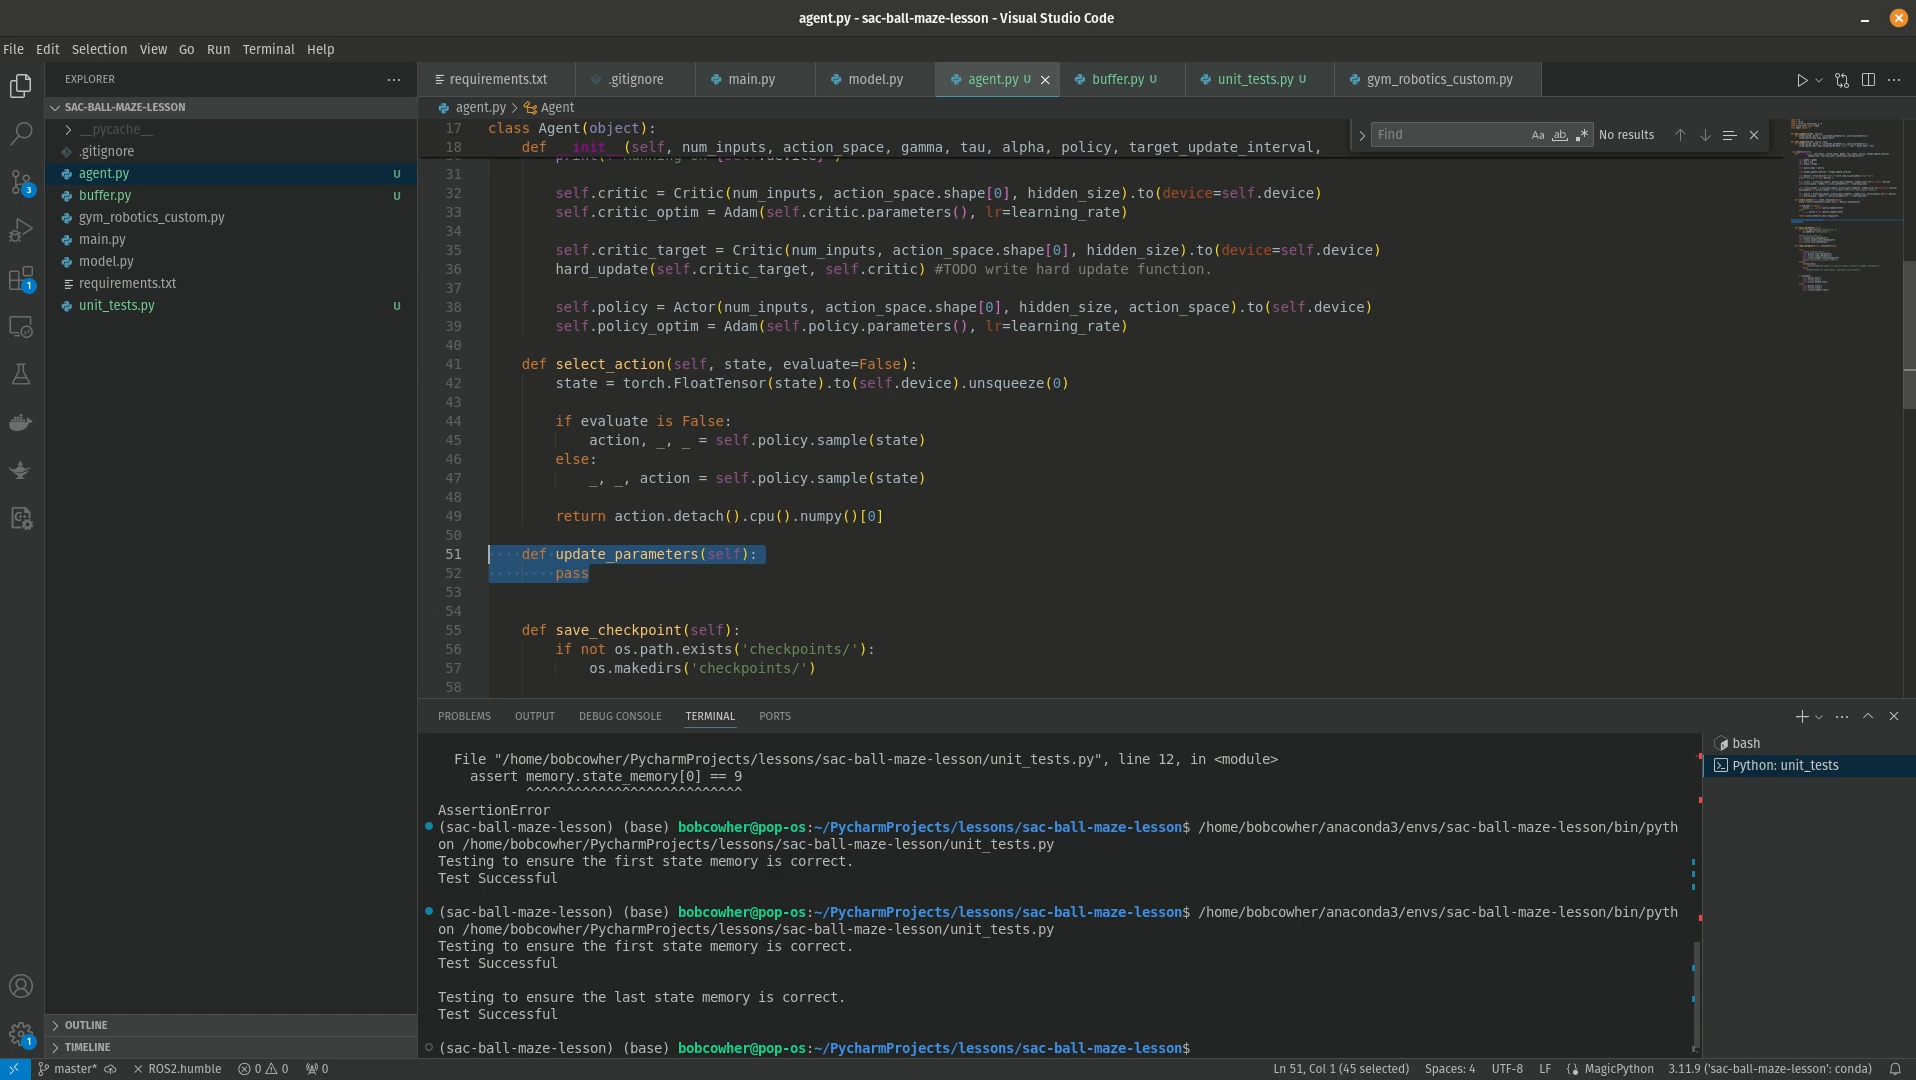 agent.py - sac-ball-maze-lesson - Visual Studio Code
File Edit Selection View Go Run Terminal Help
EXPLORER
SAC-BALL-MAZE-LESSON
__pycache__
.gitignore
agent.py U
buffer.py U
gym_robotics_custom.py
main.py
model.py
requirements.txt
unit_tests.py U
OUTLINE
TIMELINE
requirements.txt .gitignore main.py model.py agent.py U buffer.py U unit_tests.py U gym_robotics_custom.py
agent.py > Agent
Find Aa ab No results
17 class Agent(object):
18 def __init__(self, num_inputs, action_space, gamma, tau, alpha, policy, target_update_interval,
31
32 self.critic = Critic(num_inputs, action_space.shape[0], hidden_size).to(device=self.device)
33 self.critic_optim = Adam(self.critic.parameters(), lr=learning_rate)
34
35 self.critic_target = Critic(num_inputs, action_space.shape[0], hidden_size).to(device=self.device)
36 hard_update(self.critic_target, self.critic) #TODO write hard update function.
37
38 self.policy = Actor(num_inputs, action_space.shape[0], hidden_size, action_space).to(self.device)
39 self.policy_optim = Adam(self.policy.parameters(), lr=learning_rate)
40
41 def select_action(self, state, evaluate=False):
42 state = torch.FloatTensor(state).to(self.device).unsqueeze(0)
43
44 if evaluate is False:
45 action, _, _ = self.policy.sample(state)
46 else:
47 _, _, action = self.policy.sample(state)
48
49 return action.detach().cpu().numpy()[0]
50
51 def update_parameters(self):
52 pass
53
54
55 def save_checkpoint(self):
56 if not os.path.exists('checkpoints/'):
57 os.makedirs('checkpoints/')
58
PROBLEMS OUTPUT DEBUG CONSOLE TERMINAL PORTS
bash
Python: unit_tests
File "/home/bobcowher/PycharmProjects/lessons/sac-ball-maze-lesson/unit_tests.py", line 12, in <module>
assert memory.state_memory[0] == 9
^^^^^^^^^^^^^^^^^^^^^^^^^^
AssertionError
(sac-ball-maze-lesson) (base) bobcowher@pop-os:~/PycharmProjects/lessons/sac-ball-maze-lesson$ /home/bobcowher/anaconda3/envs/sac-ball-maze-lesson/bin/pyth
on /home/bobcowher/PycharmProjects/lessons/sac-ball-maze-lesson/unit_tests.py
Testing to ensure the first state memory is correct.
Test Successful
(sac-ball-maze-lesson) (base) bobcowher@pop-os:~/PycharmProjects/lessons/sac-ball-maze-lesson$ /home/bobcowher/anaconda3/envs/sac-ball-maze-lesson/bin/pyth
on /home/bobcowher/PycharmProjects/lessons/sac-ball-maze-lesson/unit_tests.py
Testing to ensure the first state memory is correct.
Test Successful
Testing to ensure the last state memory is correct.
Test Successful
(sac-ball-maze-lesson) (base) bobcowher@pop-os:~/PycharmProjects/lessons/sac-ball-maze-lesson$
3
1
1
master* ROS2.humble 0 0 0 Ln 51, Col 1 (45 selected) Spaces: 4 UTF-8 LF MagicPython 3.11.9 ('sac-ball-maze-lesson': conda)